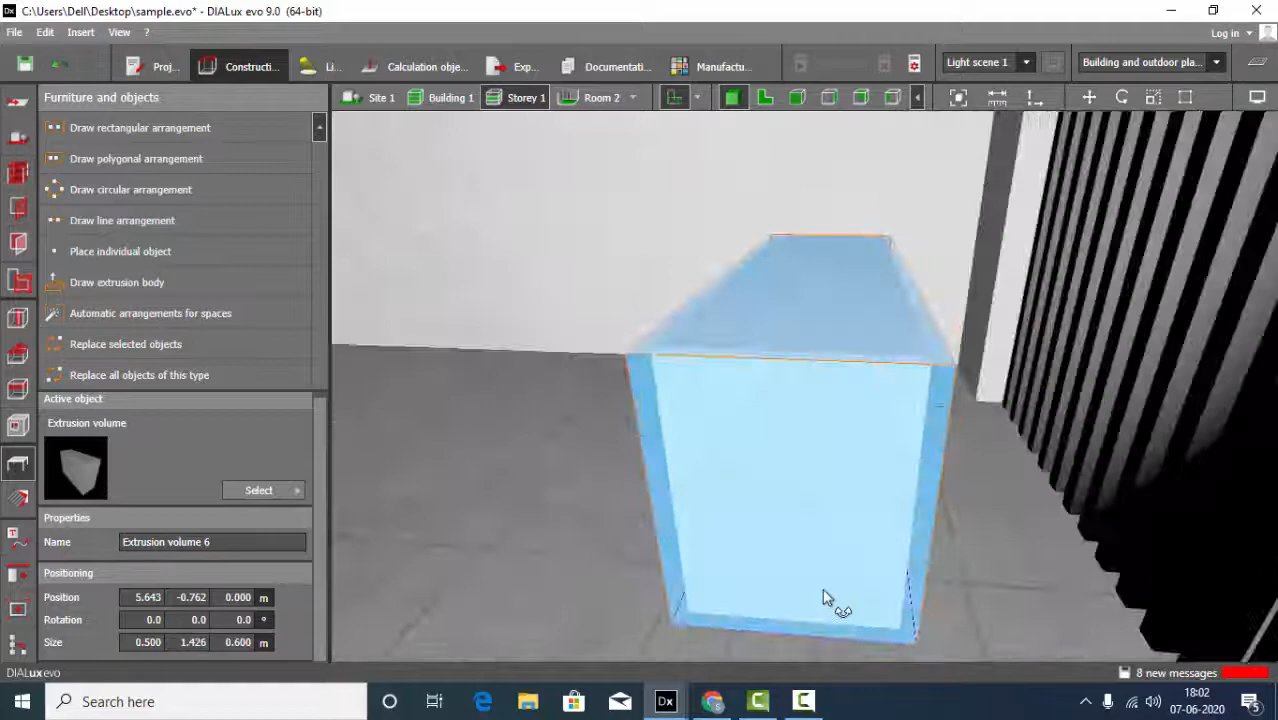 C:\Users\Dell\Desktop\sample.evo* - DIALux evo 9.0 (64-bit)
File Edit Insert View ?
Log in
Proj... Constructi... Li... Calculation obje... Exp... Documentati... Manufactu...
Light scene 1
Building and outdoor pla...
Furniture and objects
Site 1 Building 1 Storey 1 Room 2
Draw rectangular arrangement
Draw polygonal arrangement
Draw circular arrangement
Draw line arrangement
Place individual object
Draw extrusion body
Automatic arrangements for spaces
Replace selected objects
Replace all objects of this type
Active object
Extrusion volume
Select
Properties
Name Extrusion volume 6
Positioning
Position 5.643 -0.762 0.000 m
Rotation 0.0 0.0 0.0 °
Size 0.500 1.426 0.600 m
DIALux evo
8 new messages
Type here to search
Dx
18:02
07-06-2020
5